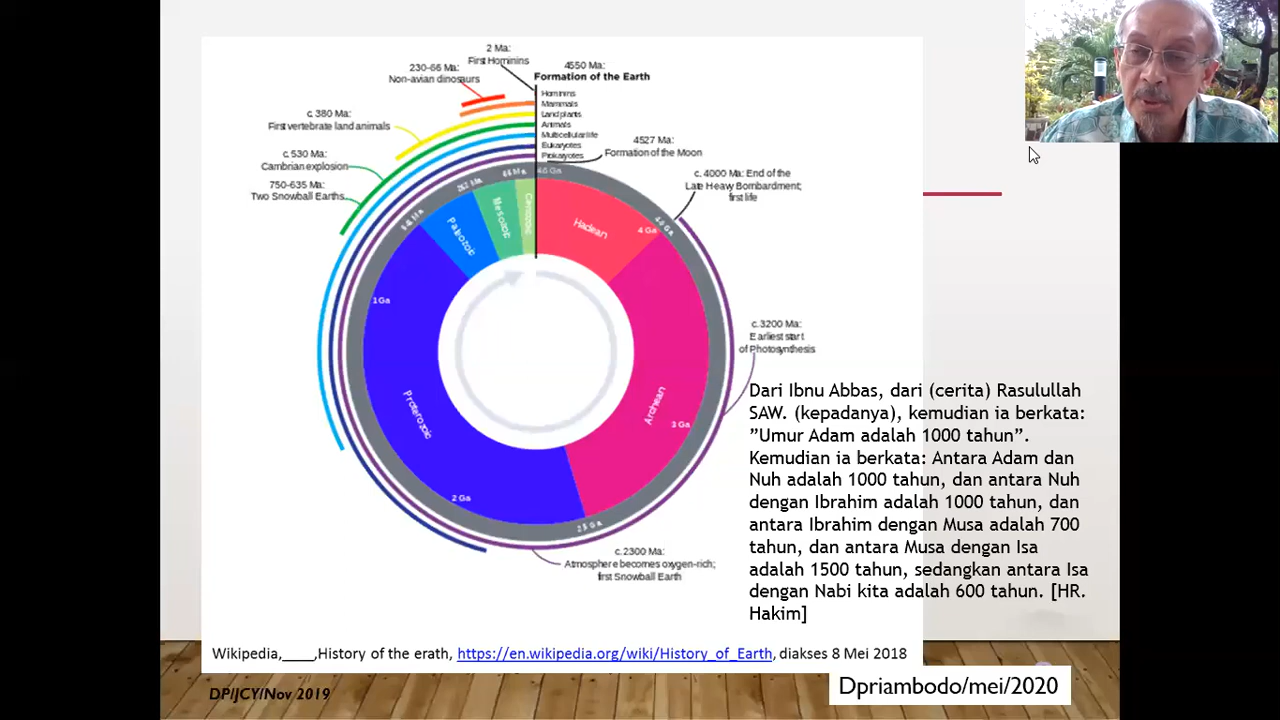 2 Ma:
First Hominins
230-66 Ma:
Non-avian dinosaurs
4550 Ma:
Formation of the Earth
Hominins
Mammals
Land plants
Animals
Multicellular life
Eukaryotes
Prokaryotes
c. 380 Ma:
First vertebrate land animals
4527 Ma:
Formation of the Moon
c. 530 Ma:
Cambrian explosion
750-635 Ma:
Two Snowball Earths
c. 4000 Ma: End of the
Late Heavy Bombardment;
first life
Cenozoic
Mesozoic
Paleozoic
Hadean
4 Ga
1 Ga
c. 3200 Ma:
Earliest start
of Photosynthesis
Proterozoic
Archean
3 Ga
2 Ga
c. 2300 Ma:
Atmosphere becomes oxygen-rich;
first Snowball Earth
Dari Ibnu Abbas, dari (cerita) Rasulullah
SAW. (kepadanya), kemudian ia berkata:
”Umur Adam adalah 1000 tahun”.
Kemudian ia berkata: Antara Adam dan
Nuh adalah 1000 tahun, dan antara Nuh
dengan Ibrahim adalah 1000 tahun, dan
antara Ibrahim dengan Musa adalah 700
tahun, dan antara Musa dengan Isa
adalah 1500 tahun, sedangkan antara Isa
dengan Nabi kita adalah 600 tahun. [HR.
Hakim]
Wikipedia,____,History of the erath, https://en.wikipedia.org/wiki/History_of_Earth, diakses 8 Mei 2018
DP/JCY/Nov 2019
Dpriambodo/mei/2020